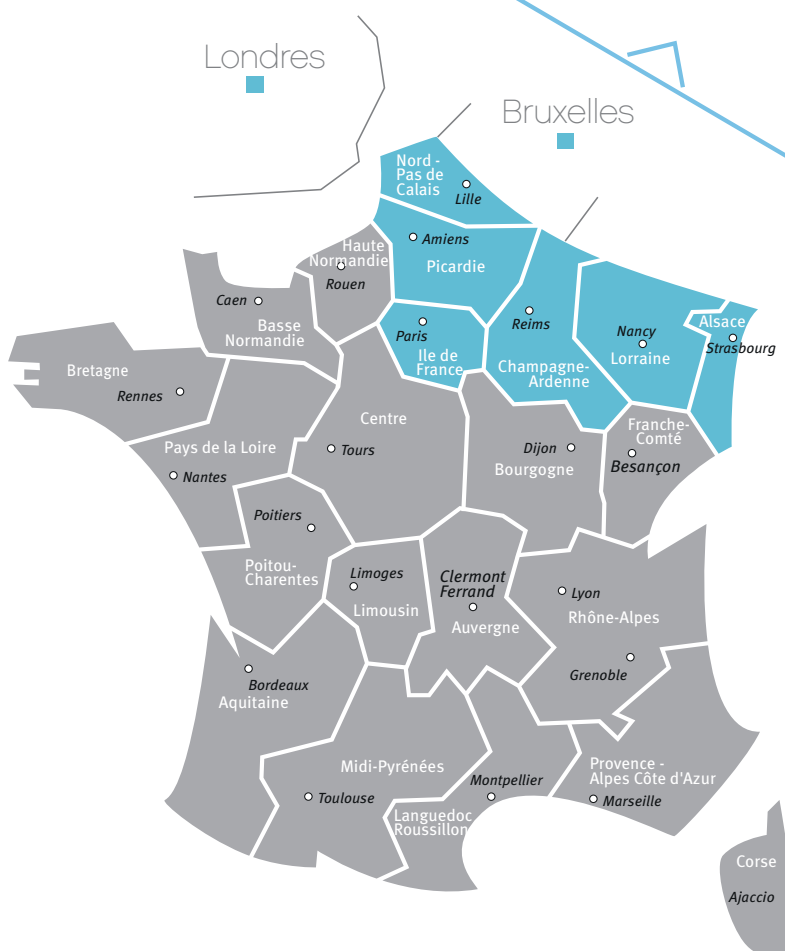 Londres
Bruxelles
Nord -
Pas de
Calais
Lille
Amiens
Picardie
Haute
Normandie
Rouen
Caen
Basse
Normandie
Paris
Ile de
France
Reims
Champagne-
Ardenne
Nancy
Lorraine
Alsace
Strasbourg
Bretagne
Rennes
Centre
Tours
Pays de la Loire
Nantes
Dijon
Bourgogne
Franche-
Comté
Besançon
Poitiers
Poitou-
Charentes
Limoges
Limousin
Clermont
Ferrand
Auvergne
Lyon
Rhône-Alpes
Grenoble
Bordeaux
Aquitaine
Midi-Pyrénées
Toulouse
Montpellier
Languedoc
Roussillon
Provence -
Alpes Côte d'Azur
Marseille
Corse
Ajaccio